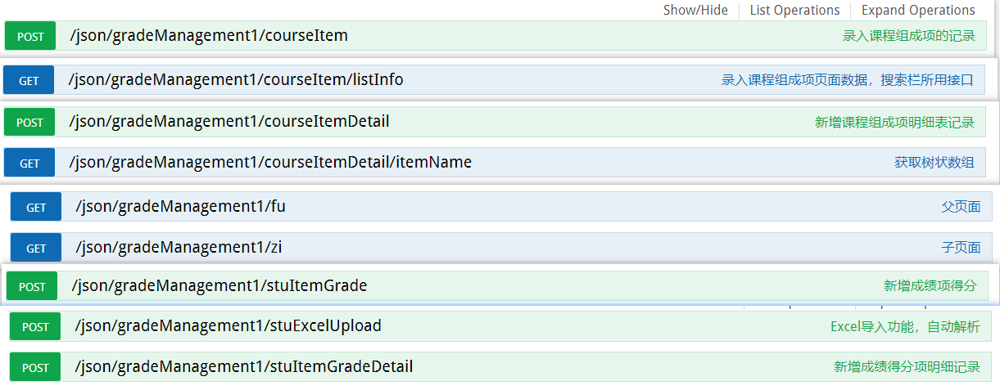 Show/Hide List Operations Expand Operations
POST /json/gradeManagement1/courseItem 录入课程组成项的记录
GET /json/gradeManagement1/courseItem/listInfo 录入课程组成项页面数据，搜索栏所用接口
POST /json/gradeManagement1/courseItemDetail 新增课程组成项明细表记录
GET /json/gradeManagement1/courseItemDetail/itemName 获取树状数组
GET /json/gradeManagement1/fu 父页面
GET /json/gradeManagement1/zi 子页面
POST /json/gradeManagement1/stuItemGrade 新增成绩项得分
POST /json/gradeManagement1/stuExcelUpload Excel导入功能，自动解析
POST /json/gradeManagement1/stuItemGradeDetail 新增成绩得分项明细记录